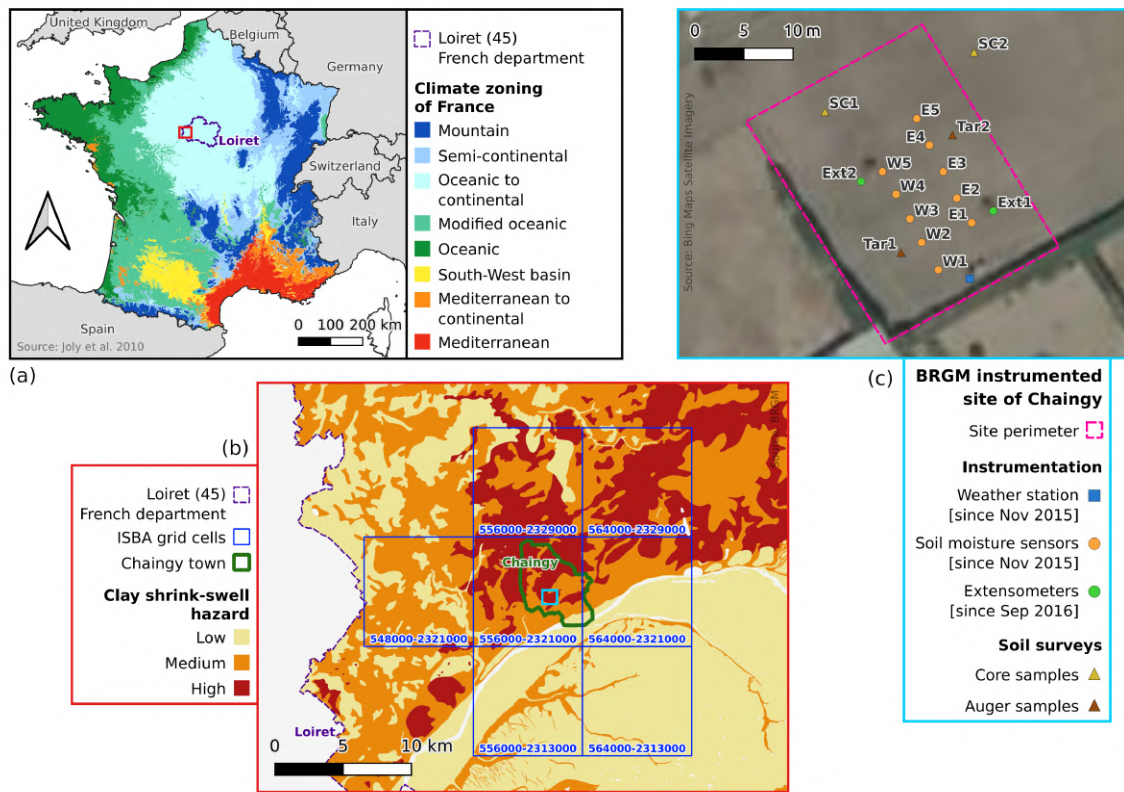 United Kingdom
Belgium
Germany
Loiret
Switzerland
Italy
Spain
0 100 200 km
Source: Joly et al. 2010
Loiret (45)
French department
Climate zoning
of France
Mountain
Semi-continental
Oceanic to
continental
Modified oceanic
Oceanic
South-West basin
Mediterranean to
continental
Mediterranean
(a)
0 5 10 m
Source: Bing Maps Satellite Imagery
SC2
SC1
E5
E4
Tar2
W5
E3
Ext2
W4
E2
Ext1
W3
E1
W2
Tar1
W1
(c)
BRGM instrumented
site of Chaingy
Site perimeter
Instrumentation
Weather station
[since Nov 2015]
Soil moisture sensors
[since Nov 2015]
Extensometers
[since Sep 2016]
Soil surveys
Core samples
Auger samples
(b)
Loiret (45)
French department
ISBA grid cells
Chaingy town
Clay shrink-swell
hazard
Low
Medium
High
BRGM
556000-2329000
564000-2329000
Chaingy
548000-2321000
556000-2321000
564000-2321000
Loiret
556000-2313000
564000-2313000
0 5 10 km